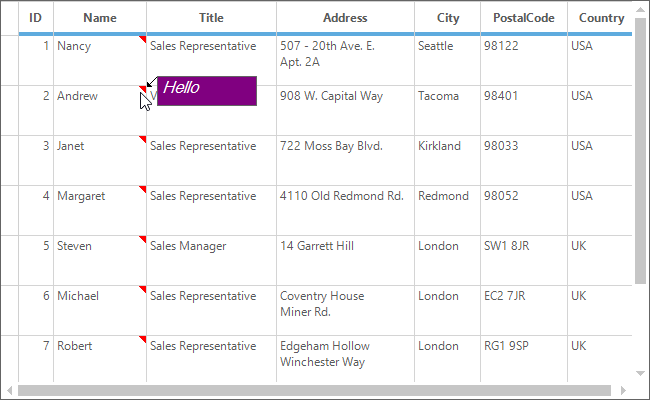 ID Name Title Address City PostalCode Country
1 Nancy Sales Representative 507 - 20th Ave. E. Seattle 98122 USA
Apt. 2A
Hello
2 Andrew V 908 W. Capital Way Tacoma 98401 USA
3 Janet Sales Representative 722 Moss Bay Blvd. Kirkland 98033 USA
4 Margaret Sales Representative 4110 Old Redmond Rd. Redmond 98052 USA
5 Steven Sales Manager 14 Garrett Hill London SW1 8JR UK
6 Michael Sales Representative Coventry House London EC2 7JR UK
Miner Rd.
7 Robert Sales Representative Edgeham Hollow London RG1 9SP UK
Winchester Way